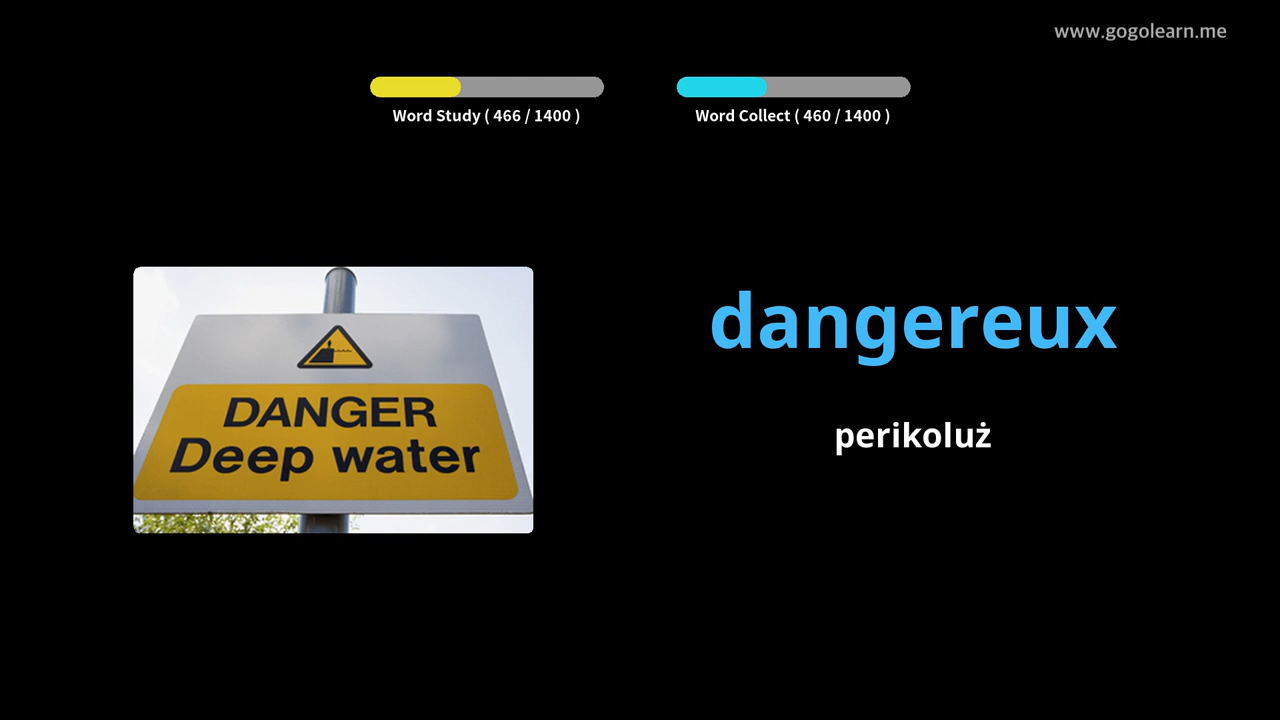 www.gogolearn.me
Word Study ( 466 / 1400 )
Word Collect ( 460 / 1400 )
DANGER
Deep water
dangereux
perikoluż